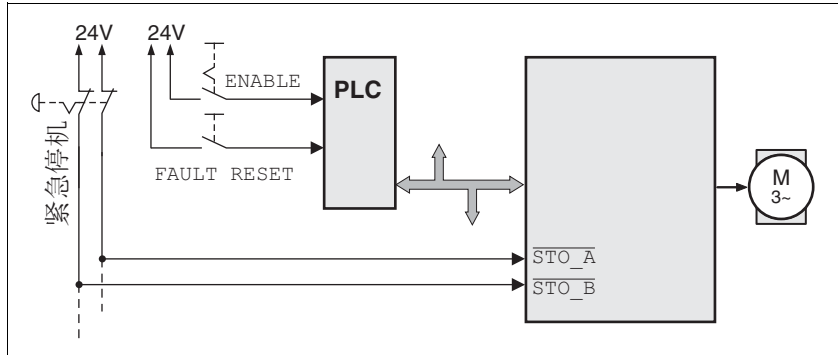 24V 24V
ENABLE
PLC
FAULT RESET
紧急停机
M
3~
STO_A
STO_B